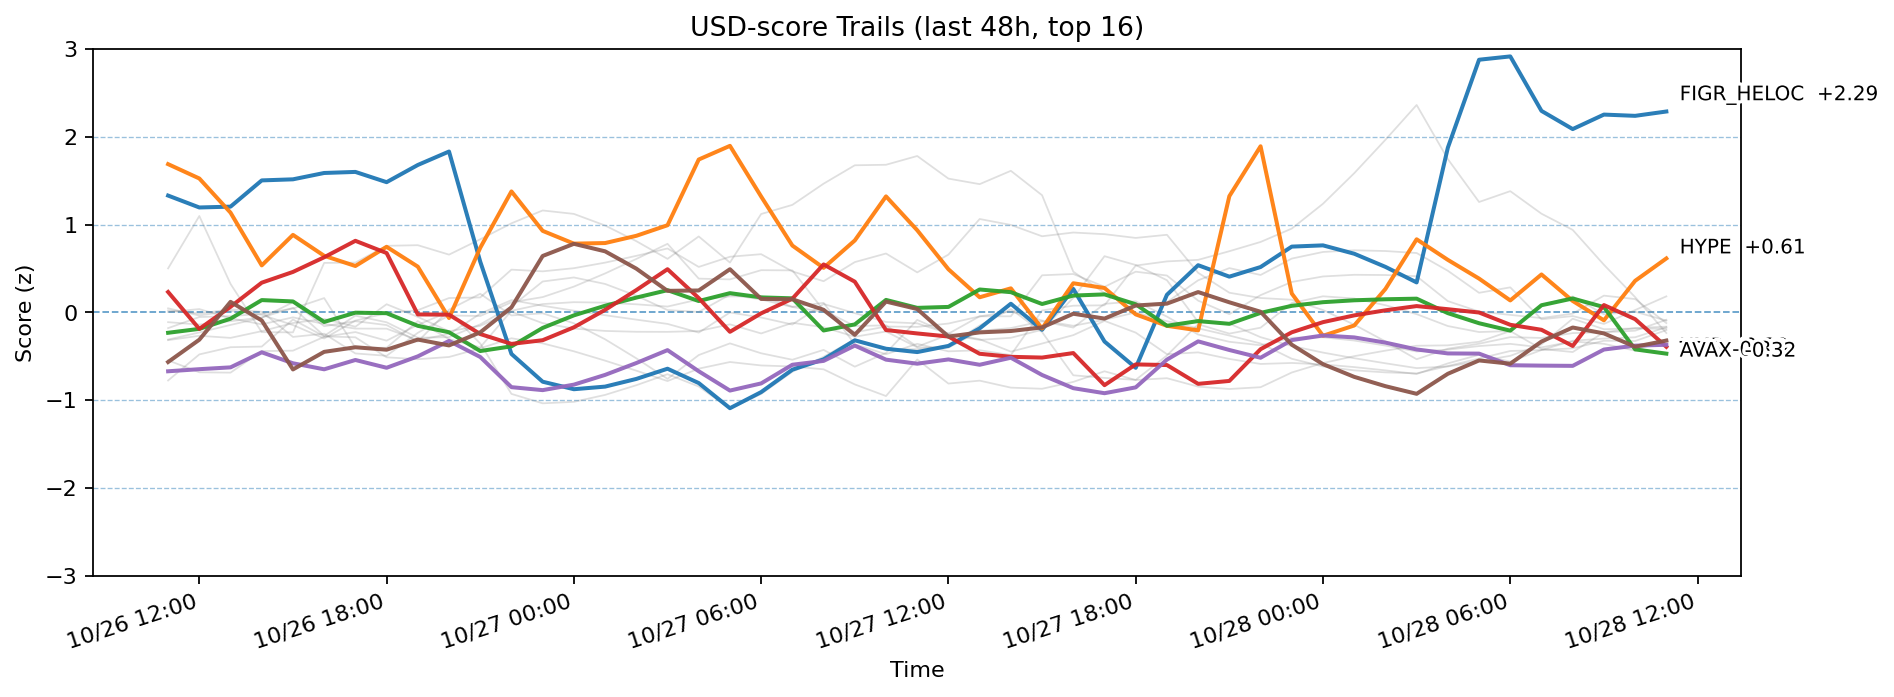 USD-score Trails (last 48h, top 16)
3
2
1
0
−1
−2
−3
Score (z)
FIGR_HELOC +2.29
HYPE +0.61
AVAX
10/26 12:00
10/26 18:00
10/27 00:00
10/27 06:00
10/27 12:00
10/27 18:00
10/28 00:00
10/28 06:00
10/28 12:00
Time